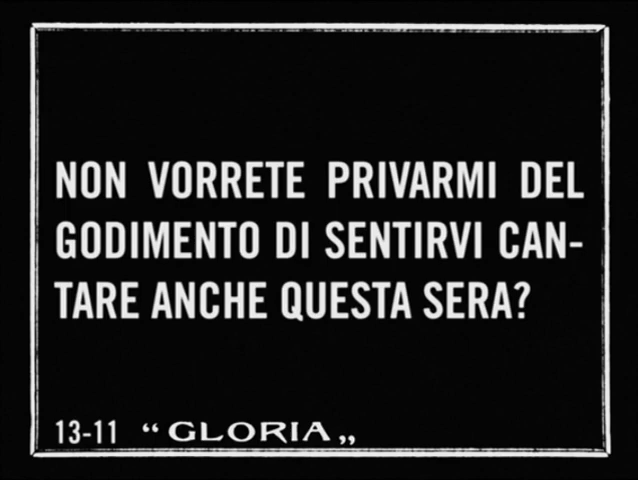 NON VORRETE PRIVARMI DEL
GODIMENTO DI SENTIRVI CAN-
TARE ANCHE QUESTA SERA?
13-11 “GLORIA„